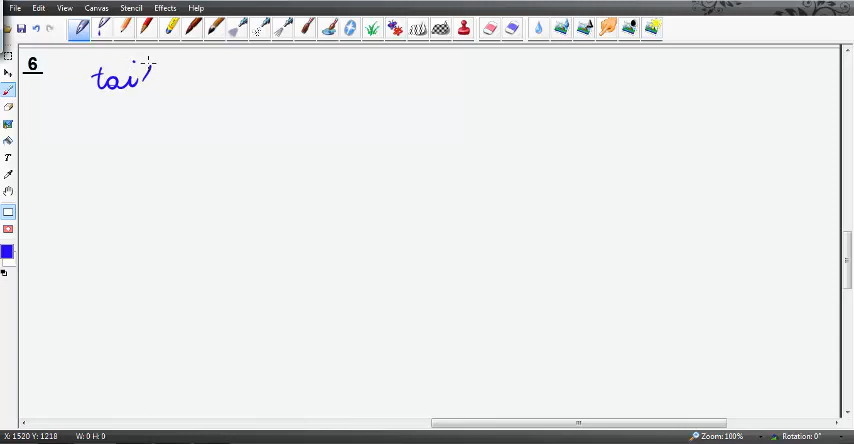 File Edit View Canvas Stencil Effects Help
6 tai
T
X: 1520 Y: 1218 W: 0 H: 0 Zoom: 100% Rotation: 0°